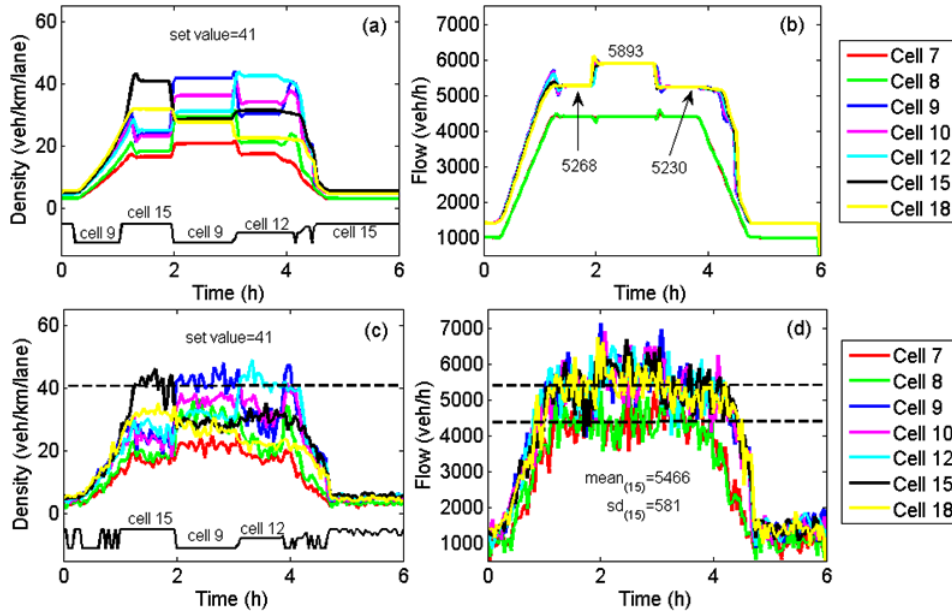 (a)
set value=41
Density (veh/km/lane)
60
40
20
0
cell 9
cell 15
cell 9
cell 12
cell 15
0 2 4 6
Time (h)
(b)
5893
5268
5230
Flow (veh/h)
7000
6000
5000
4000
3000
2000
1000
0 2 4 6
Time (h)
Cell 7
Cell 8
Cell 9
Cell 10
Cell 12
Cell 15
Cell 18
(c)
set value=41
Density (veh/km/lane)
60
40
20
0
cell 15
cell 9
cell 12
0 2 4 6
Time (h)
(d)
mean(15)=5466
sd(15)=581
Flow (veh/h)
7000
6000
5000
4000
3000
2000
1000
0 2 4 6
Time (h)
Cell 7
Cell 8
Cell 9
Cell 10
Cell 12
Cell 15
Cell 18